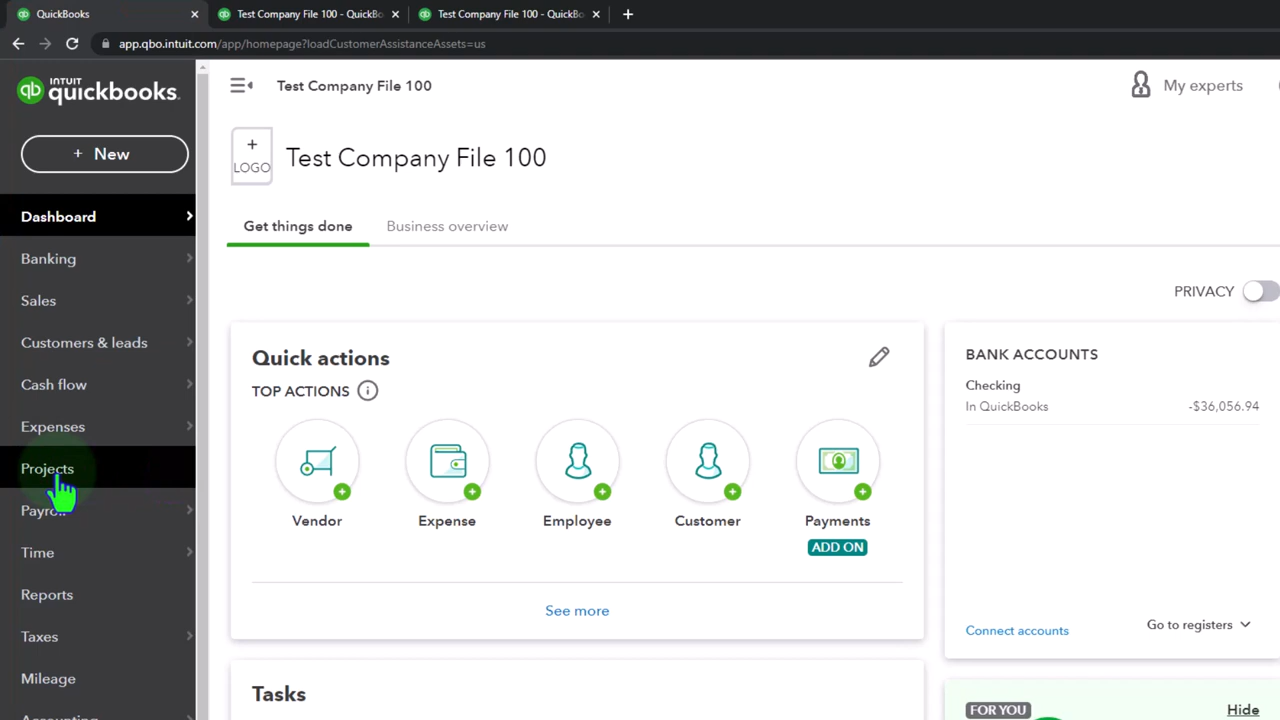 QuickBooks
Test Company File 100 - QuickBo
Test Company File 100 - QuickBo
app.qbo.intuit.com/app/homepage?loadCustomerAssistanceAssets=us
INTUIT
quickbooks.
Test Company File 100
My experts
+ New
+
LOGO
Test Company File 100
Dashboard
Banking
Sales
Customers & leads
Cash flow
Expenses
Projects
Time
Reports
Taxes
Mileage
Accounting
Get things done
Business overview
PRIVACY
Quick actions
TOP ACTIONS
Vendor
Expense
Employee
Customer
Payments
ADD ON
See more
Tasks
BANK ACCOUNTS
Checking
In QuickBooks
-$36,056.94
Connect accounts
Go to registers
FOR YOU
Hide